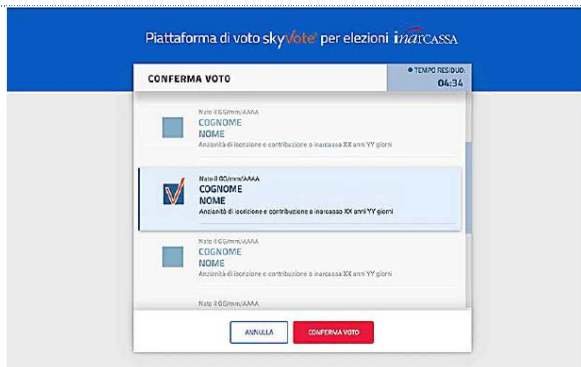 Piattaforma di voto skyVote® per elezioni inarCASSA
CONFERMA VOTO
TEMPO RESIDUO:
04:34
Nato il GG/mm/AAAA
COGNOME
NOME
Anzianità di iscrizione e contribuzione a inarcassa XX anni YY giorni
Nato il GG/mm/AAAA
COGNOME
NOME
Anzianità di iscrizione e contribuzione a inarcassa XX anni YY giorni
Nato il GG/mm/AAAA
COGNOME
NOME
Anzianità di iscrizione e contribuzione a inarcassa XX anni YY giorni
Nato il GG/mm/AAAA
ANNULLA
CONFERMA VOTO